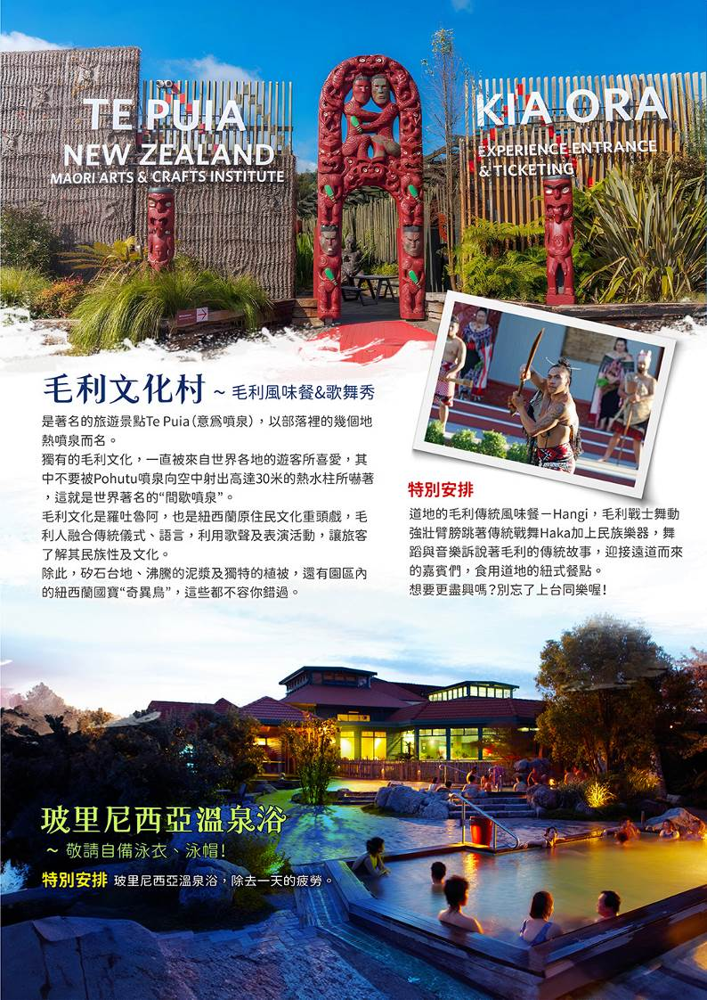 TE PUIA
NEW ZEALAND
MAORI ARTS & CRAFTS INSTITUTE
KIA ORA
EXPERIENCE ENTRANCE
& TICKETING
毛利文化村 ~ 毛利風味餐&歌舞秀
是著名的旅遊景點Te Puia（意爲噴泉），以部落裡的幾個地
熱噴泉而名。
獨有的毛利文化，一直被來自世界各地的遊客所喜愛，其
中不要被Pohutu噴泉向空中射出高達30米的熱水柱所嚇著
，這就是世界著名的“間歇噴泉”。
毛利文化是羅吐魯阿，也是紐西蘭原住民文化重頭戲，毛
利人融合傳統儀式、語言，利用歌聲及表演活動，讓旅客
了解其民族性及文化。
除此，矽石台地、沸騰的泥漿及獨特的植被，還有園區內
的紐西蘭國寶“奇異鳥”，這些都不容你錯過。
特別安排
道地的毛利傳統風味餐－Hangi，毛利戰士舞動
強壯臂膀跳著傳統戰舞Haka加上民族樂器，舞
蹈與音樂訴說著毛利的傳統故事，迎接遠道而來
的嘉賓們，食用道地的紐式餐點。
想要更盡興嗎？別忘了上台同樂喔！
玻里尼西亞溫泉浴
~ 敬請自備泳衣、泳帽！
特別安排 玻里尼西亞溫泉浴，除去一天的疲勞。